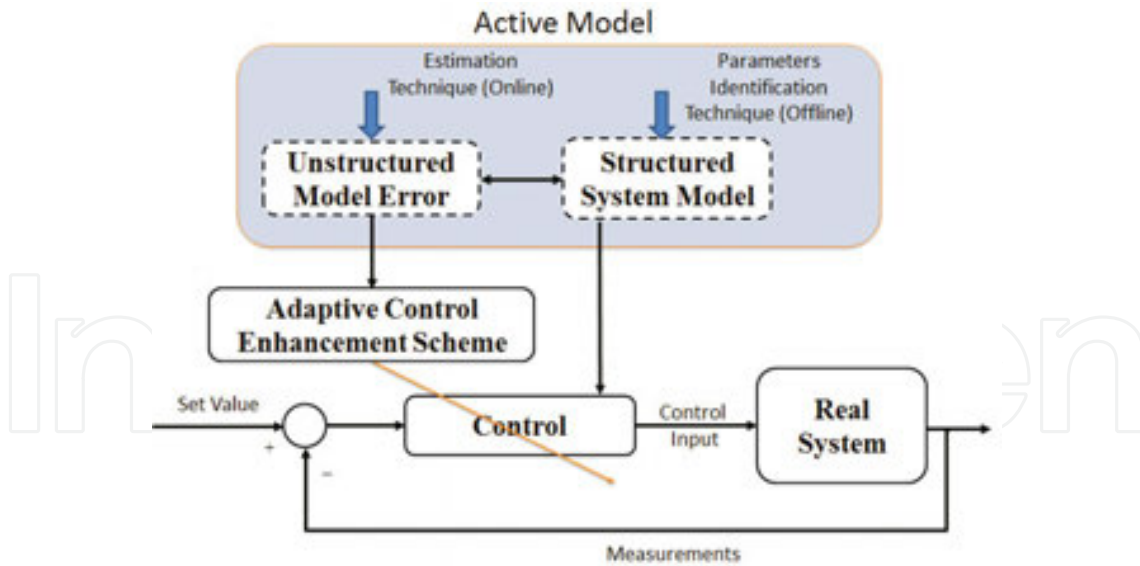 Active Model
Estimation
Technique (Online)
Parameters
Identification
Technique (Offline)
Unstructured
Model Error
Structured
System Model
Adaptive Control
Enhancement Scheme
Set Value
+
−
Control
Control
Input
Real
System
Measurements